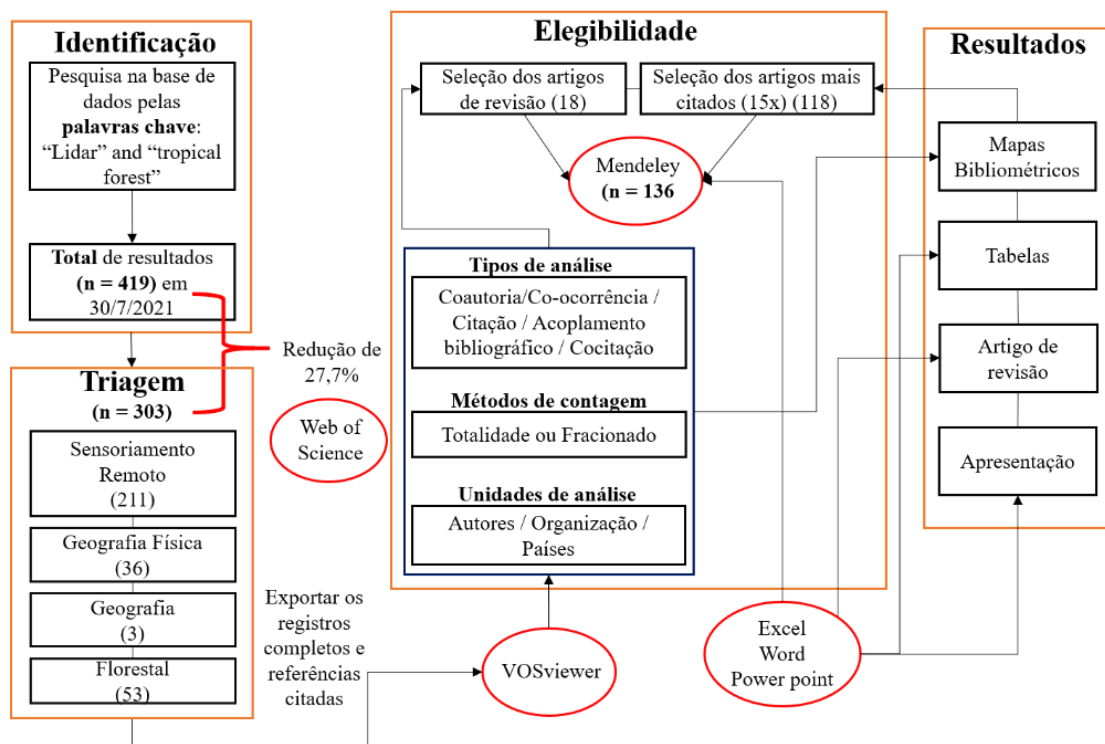 Identificação
Pesquisa na base de
dados pelas
palavras chave:
“Lidar” and “tropical
forest”
Total de resultados
(n = 419) em
30/7/2021
Redução de
27,7%
Web of
Science
Triagem
(n = 303)
Sensoriamento
Remoto
(211)
Geografia Física
(36)
Geografia
(3)
Florestal
(53)
Exportar os
registros
completos e
referências
citadas
VOSviewer
Elegibilidade
Seleção dos artigos
de revisão (18)
Seleção dos artigos mais
citados (15x) (118)
Mendeley
(n = 136
Tipos de análise
Coautoria/Co-ocorrência /
Citação / Acoplamento
bibliográfico / Cocitação
Métodos de contagem
Totalidade ou Fracionado
Unidades de análise
Autores / Organização /
Países
Excel
Word
Power point
Resultados
Mapas
Bibliométricos
Tabelas
Artigo de
revisão
Apresentação